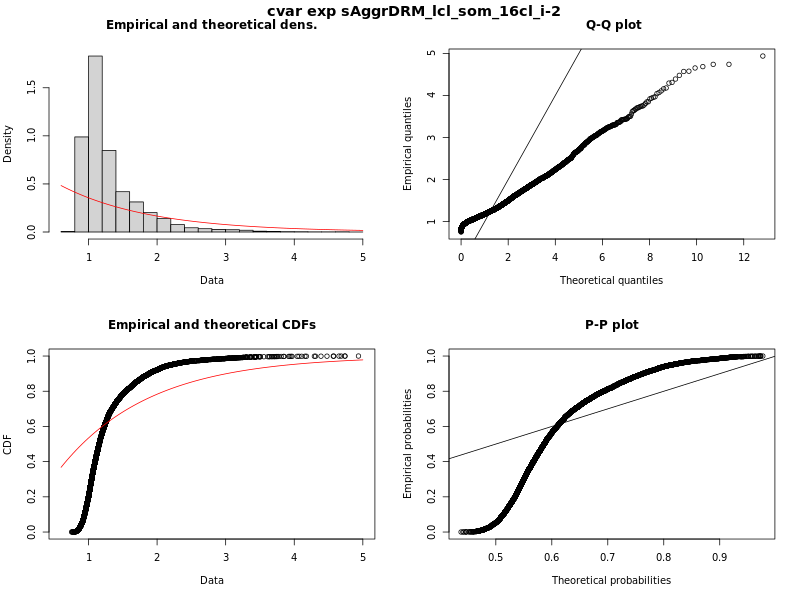 cvar exp sAggrDRM_lcl_som_16cl_i-2
Empirical and theoretical dens.
Density
0.0 0.5 1.0 1.5
1 2 3 4 5
Data
Q-Q plot
Empirical quantiles
1 2 3 4 5
0 2 4 6 8 10 12
Theoretical quantiles
Empirical and theoretical CDFs
CDF
0.0 0.2 0.4 0.6 0.8 1.0
1 2 3 4 5
Data
P-P plot
Empirical probabilities
0.0 0.2 0.4 0.6 0.8 1.0
0.5 0.6 0.7 0.8 0.9
Theoretical probabilities